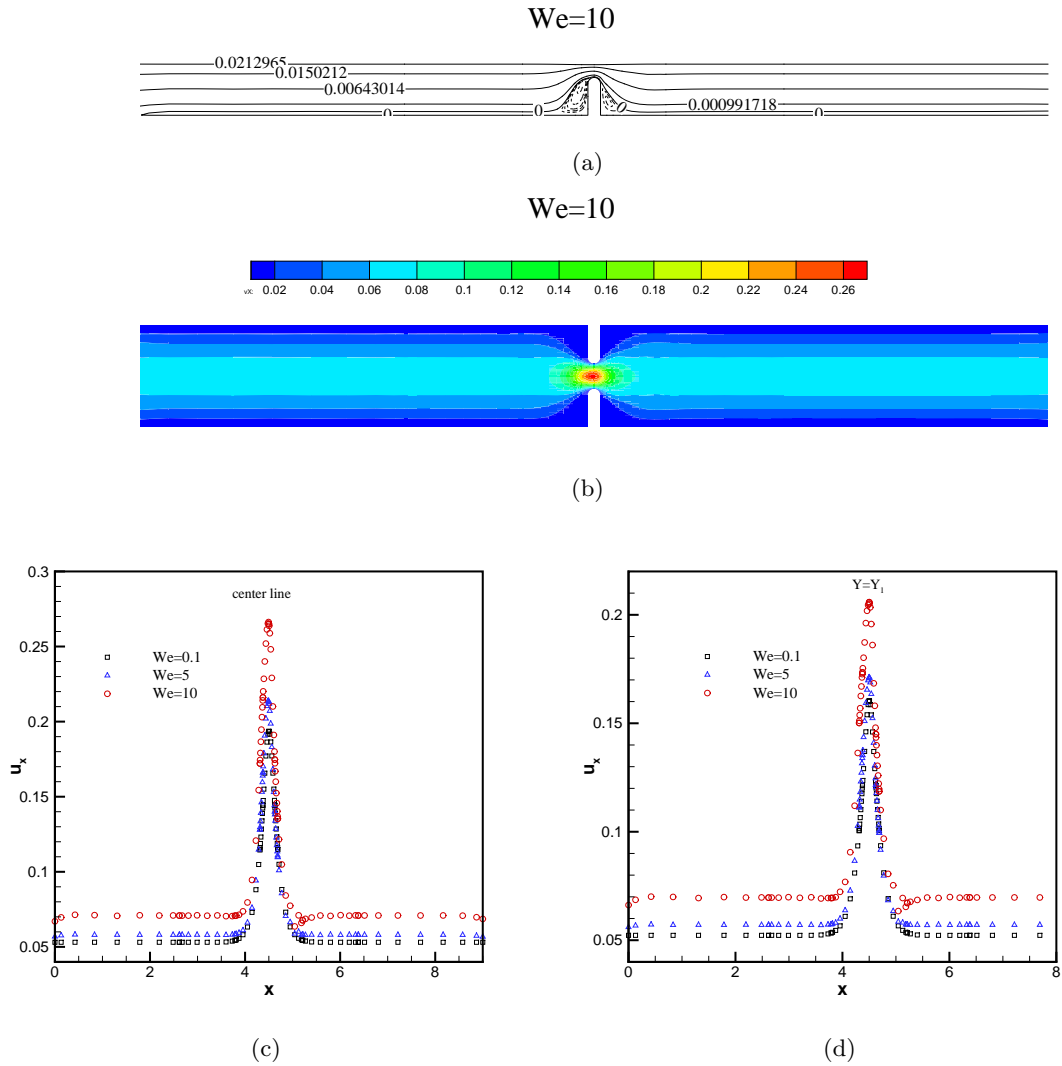 We=10
0.0212965
0.0150212
0.00643014
0.000991718
0 0 0 0
(a)
We=10
vX: 0.02 0.04 0.06 0.08 0.1 0.12 0.14 0.16 0.18 0.2 0.22 0.24 0.26
(b)
0.3
0.25
0.2
0.15
0.1
0.05
u_x
center line
We=0.1
We=5
We=10
0 2 4 6 8
x
(c)
0.2
0.15
0.1
0.05
u_x
Y=Y_1
We=0.1
We=5
We=10
0 2 4 6 8
x
(d)